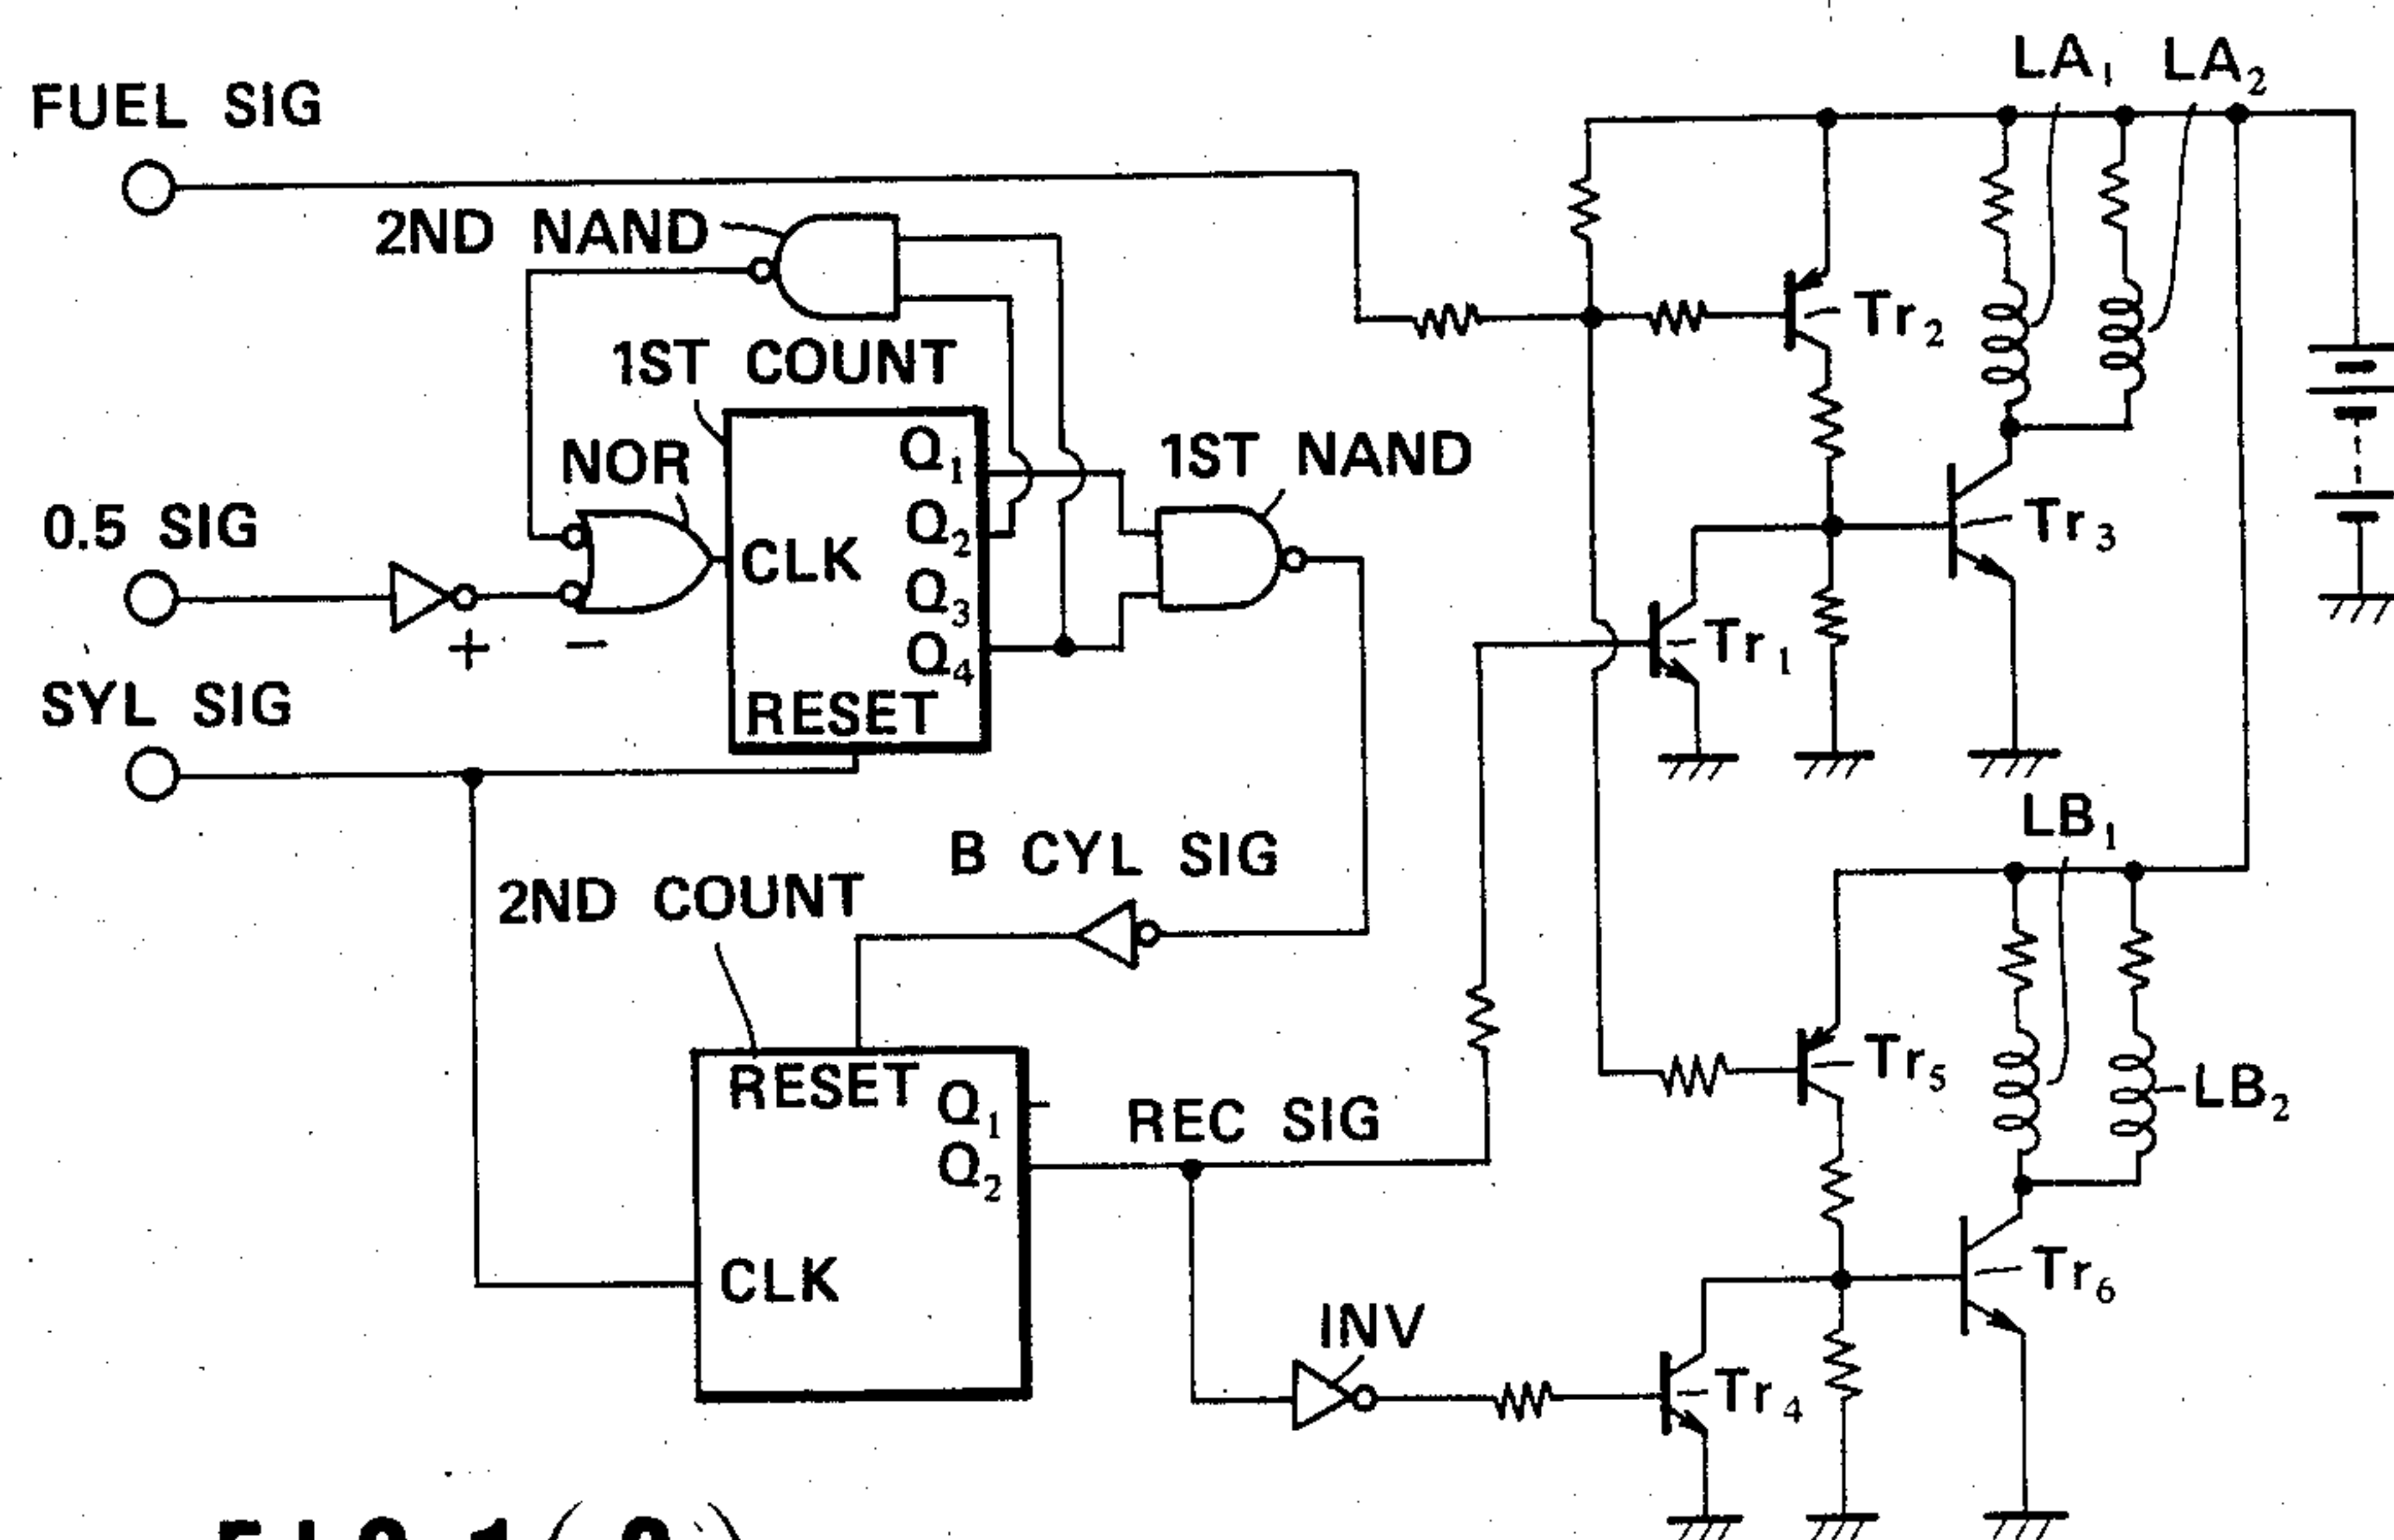 FUEL SIG
LA₁ LA₂
2ND NAND
Tr₂
1ST COUNT
NOR
Q₁
1ST NAND
0.5 SIG
CLK
Q₂
Q₃
Q₄
Tr₃
+ −
Tr₁
SYL SIG
RESET
LB₁
B CYL SIG
2ND COUNT
RESET
Q₁
Q₂
REC SIG
Tr₅
LB₂
CLK
INV
Tr₆
Tr₄